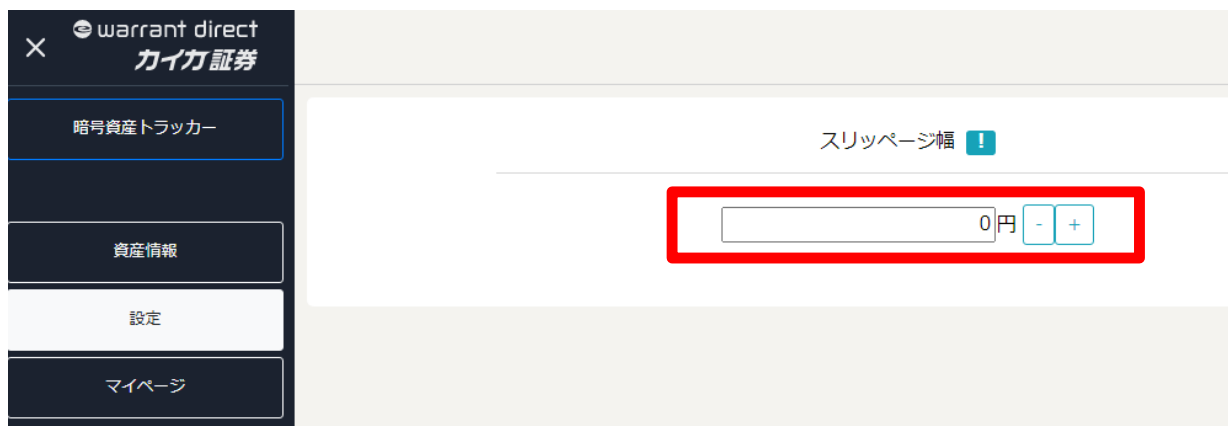 × warrant direct
カイカ証券
暗号資産トラッカー
資産情報
設定
マイページ
スリッページ幅 !
0円 - +